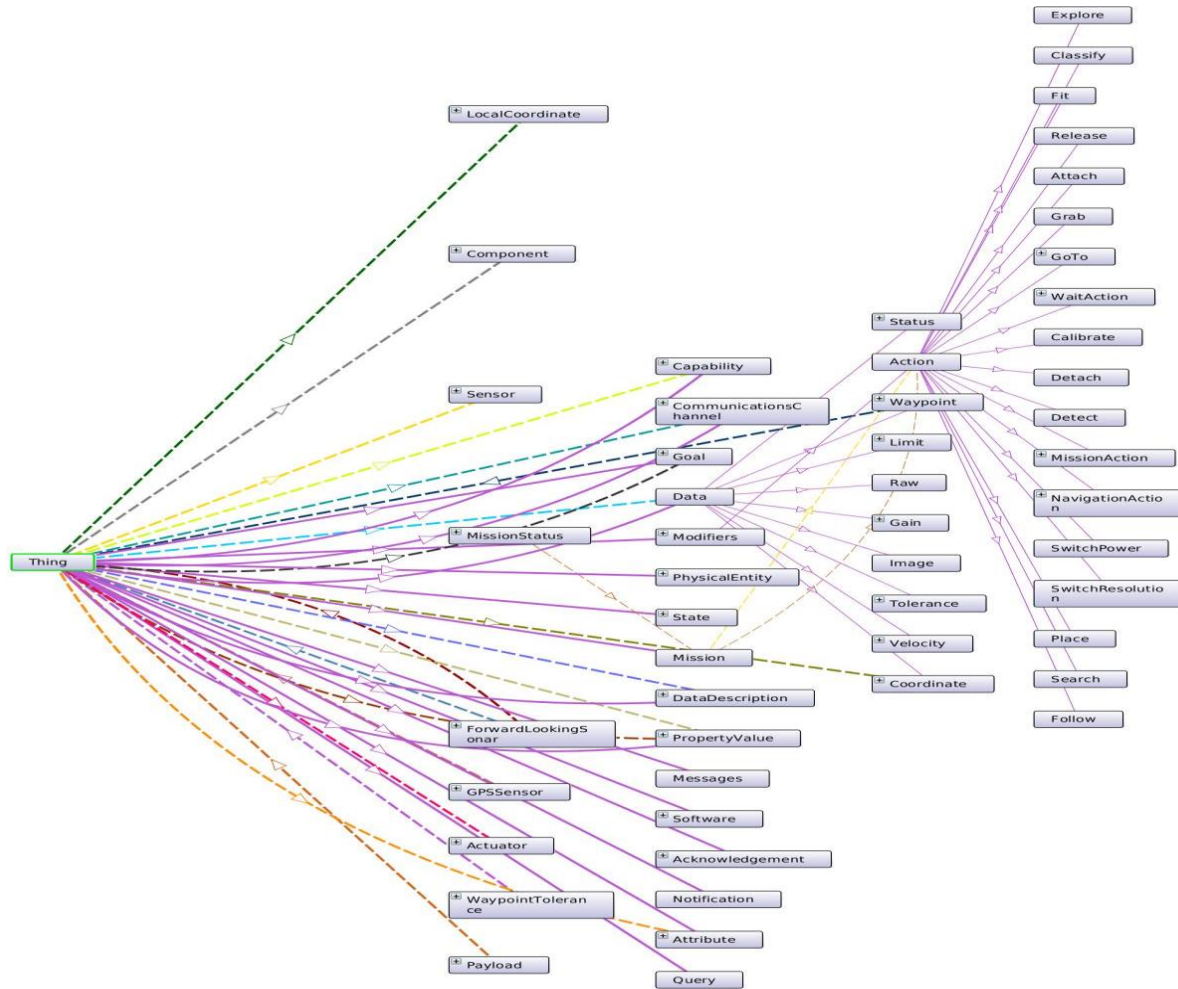 Thing
LocalCoordinate
Component
Sensor
MissionStatus
ForwardLookingS
onar
GPSSensor
Actuator
WaypointToleran
ce
Payload
Capability
CommunicationsC
hannel
Goal
Data
Modifiers
PhysicalEntity
State
Mission
DataDescription
PropertyValue
Messages
Software
Acknowledgement
Notification
Attribute
Query
Status
Action
Waypoint
Limit
Raw
Gain
Image
Tolerance
Velocity
Coordinate
Explore
Classify
Fit
Release
Attach
Grab
GoTo
WaitAction
Calibrate
Detach
Detect
MissionAction
NavigationActio
n
SwitchPower
SwitchResolutio
n
Place
Search
Follow